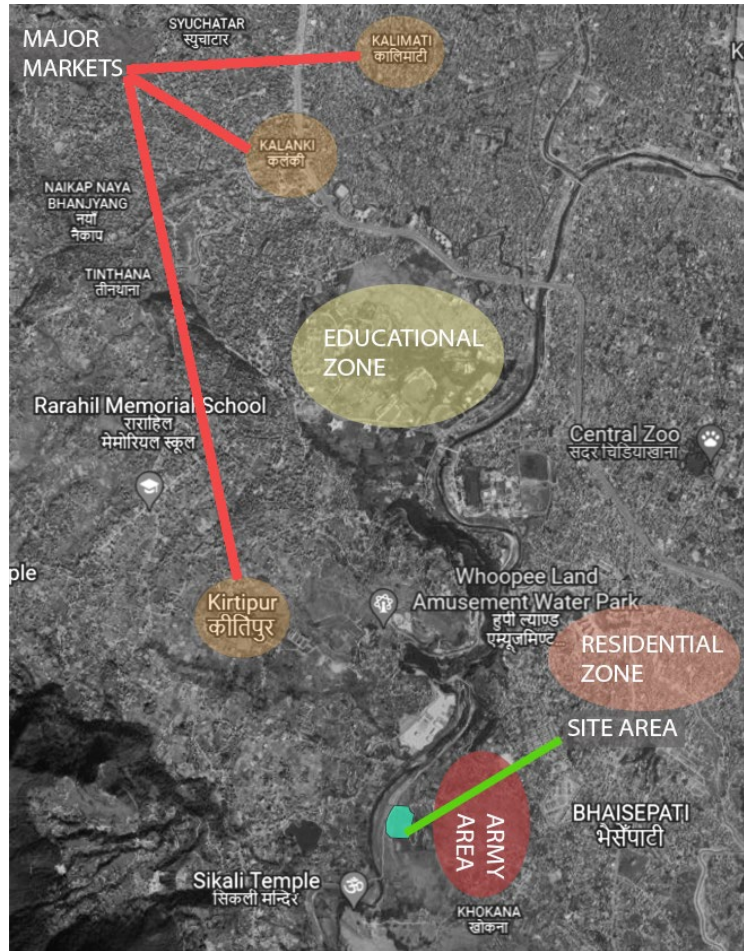 SYUCHATAR
स्युचाटार
MAJOR
MARKETS
KALIMATI
कालिमाटी
K
KALANKI
कलंकी
NAIKAP NAYA
BHANJYANG
नयाँ
नैकाप
TINTHANA
तीनथाना
EDUCATIONAL
ZONE
Rarahil Memorial School
राराहिल
मेमोरियल स्कूल
Central Zoo
सदर चिडियाखाना
ple
Kirtipur
कीर्तिपुर
Whoopee Land
Amusement Water Park
हुपी ल्याण्ड
एम्यूजमिण्ट
RESIDENTIAL
ZONE
SITE AREA
ARMY
AREA
BHAISEPATI
भैसेँपाटी
Sikali Temple
सिकली मन्दिर
KHOKANA
खोकना